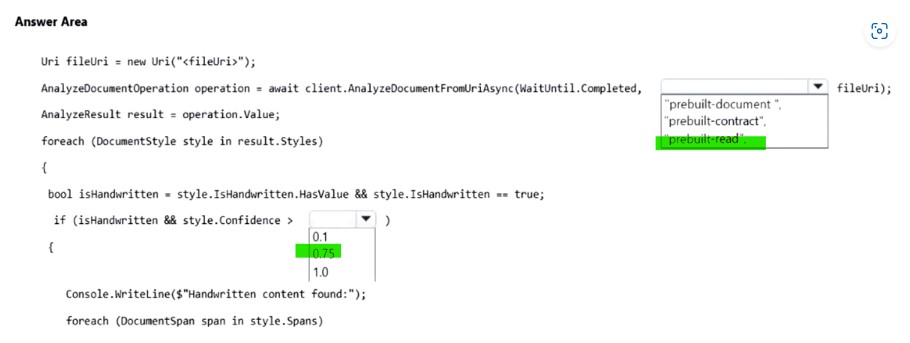 Answer Area
Uri fileUri = new Uri("<fileUri>");
AnalyzeDocumentOperation operation = await client.AnalyzeDocumentFromUriAsync(WaitUntil.Completed, fileUri);
"prebuilt-document ",
"prebuilt-contract",
"prebuilt-read",
AnalyzeResult result = operation.Value;
foreach (DocumentStyle style in result.Styles)
{
bool isHandwritten = style.IsHandwritten.HasValue && style.IsHandwritten == true;
if (isHandwritten && style.Confidence > )
0.1
0.75
1.0
{
Console.WriteLine($"Handwritten content found:");
foreach (DocumentSpan span in style.Spans)